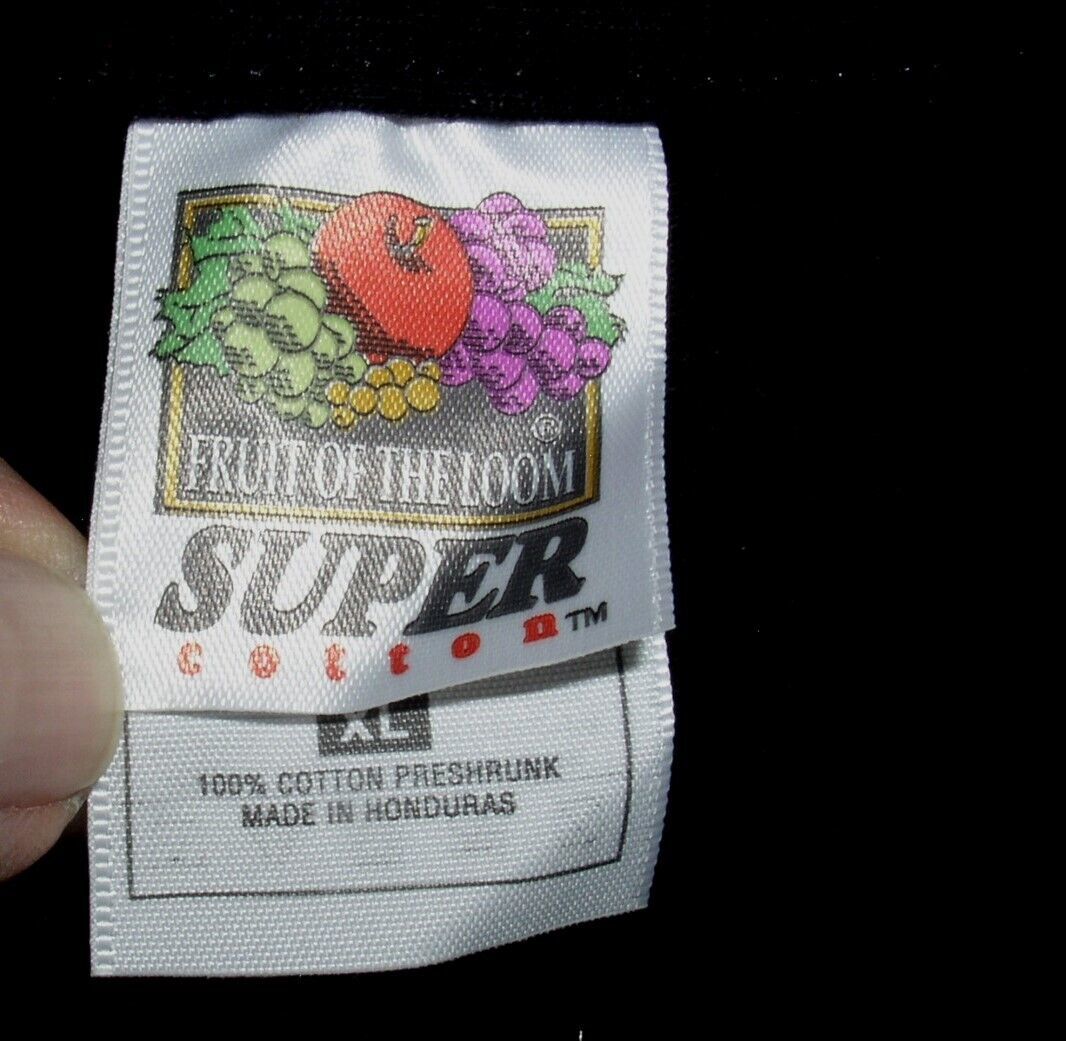 ®
FRUIT OF THE LOOM
SUPER
cotton™
XL
100% COTTON PRESHRUNK
MADE IN HONDURAS